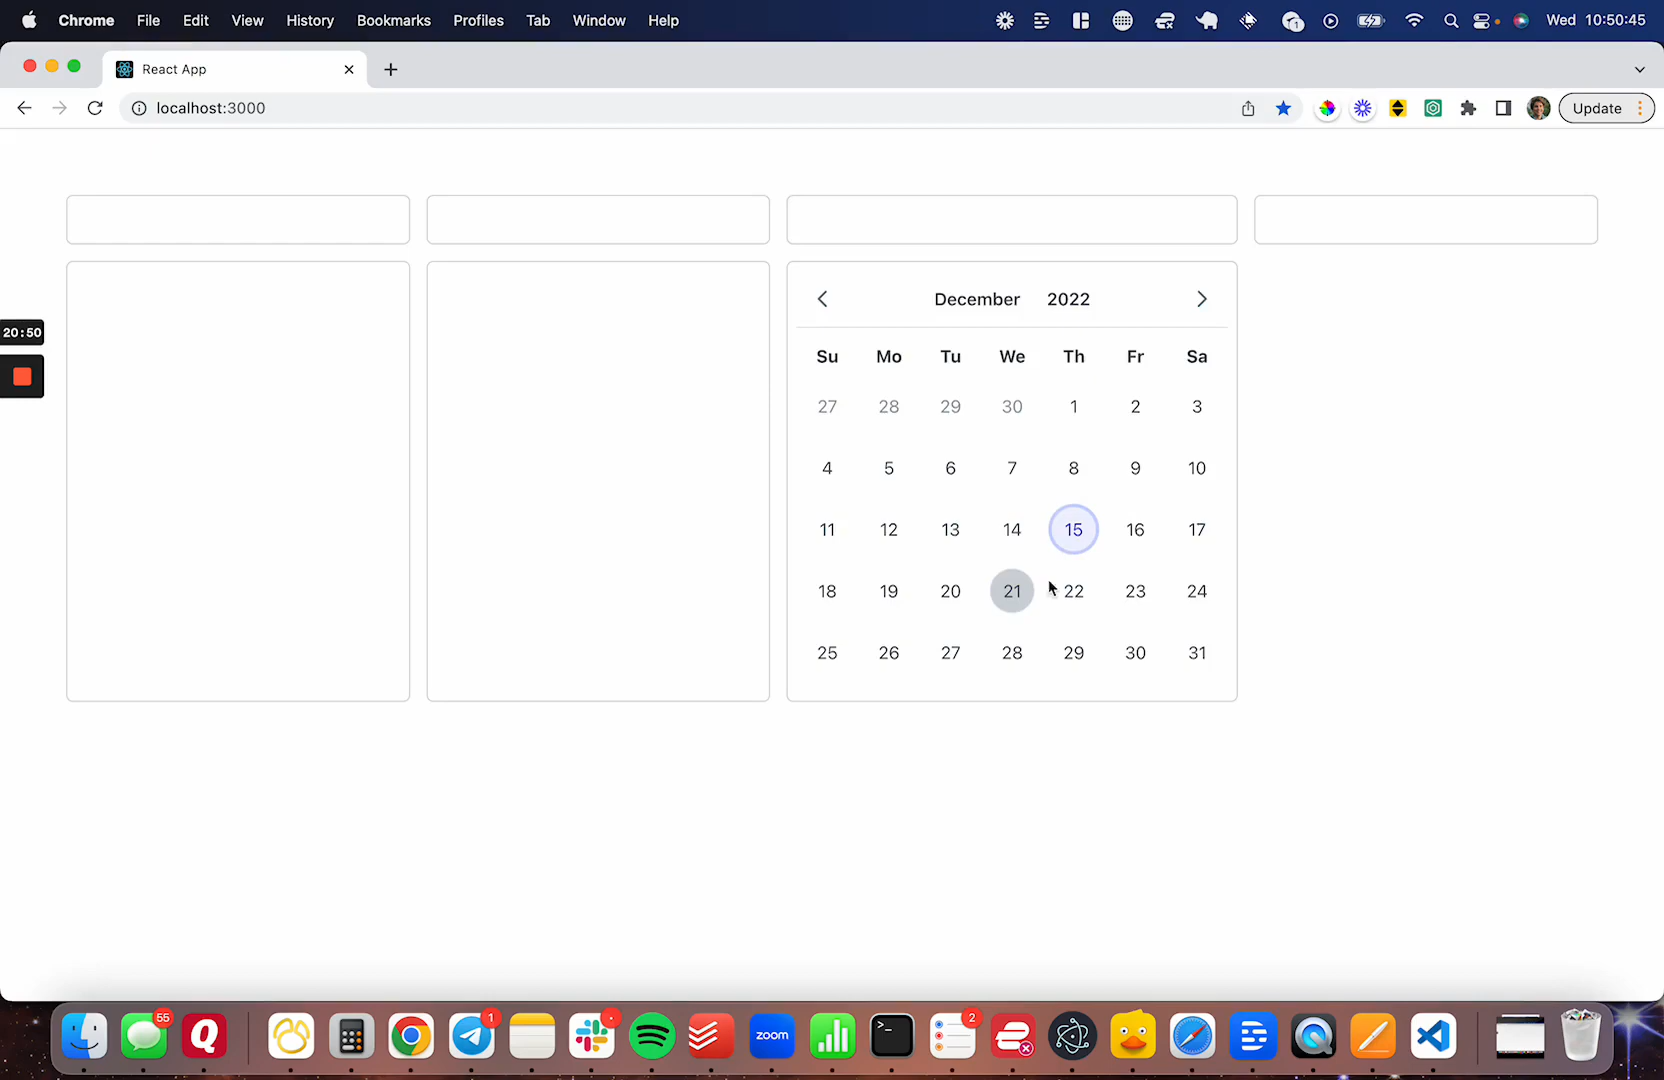 Chrome File Edit View History Bookmarks Profiles Tab Window Help 1 Wed 10:50:45
React App
localhost:3000 Update
20:50
December 2022
Su Mo Tu We Th Fr Sa
27 28 29 30 1 2 3
4 5 6 7 8 9 10
11 12 13 14 15 16 17
18 19 20 21 22 23 24
25 26 27 28 29 30 31
55 1 2
Q zoom >_